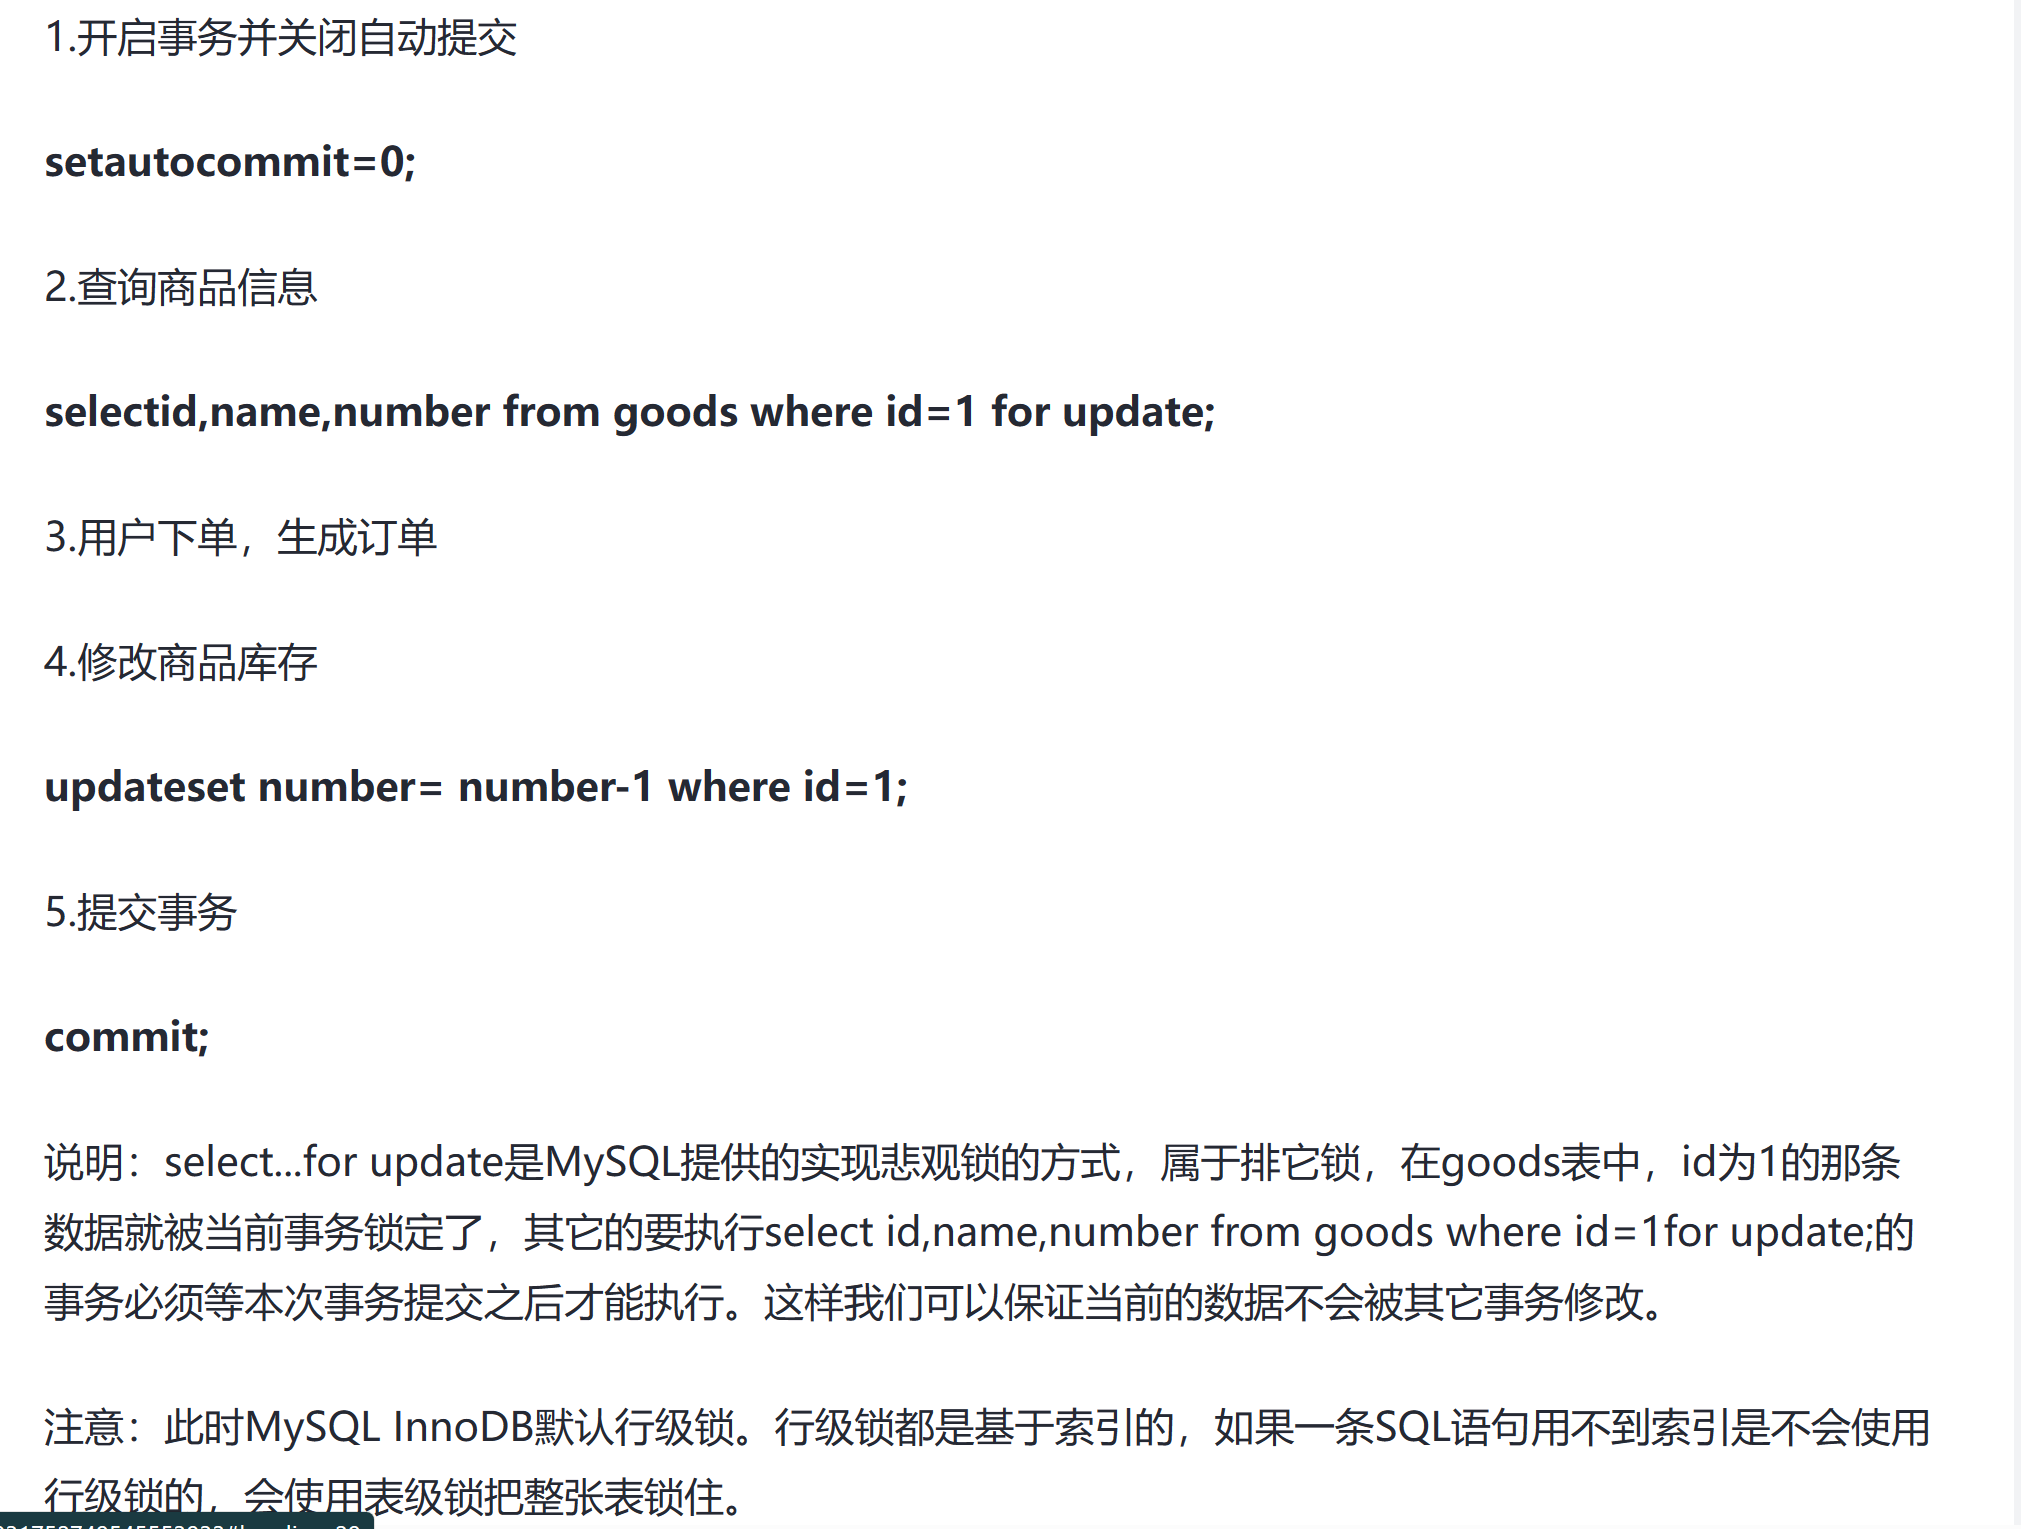 1.开启事务并关闭自动提交
setautocommit=0;
2.查询商品信息
selectid,name,number from goods where id=1 for update;
3.用户下单，生成订单
4.修改商品库存
updateset number= number-1 where id=1;
5.提交事务
commit;
说明：select...for update是MySQL提供的实现悲观锁的方式，属于排它锁，在goods表中，id为1的那条
数据就被当前事务锁定了，其它的要执行select id,name,number from goods where id=1for update;的
事务必须等本次事务提交之后才能执行。这样我们可以保证当前的数据不会被其它事务修改。
注意：此时MySQL InnoDB默认行级锁。行级锁都是基于索引的，如果一条SQL语句用不到索引是不会使用
行级锁的，会使用表级锁把整张表锁住。